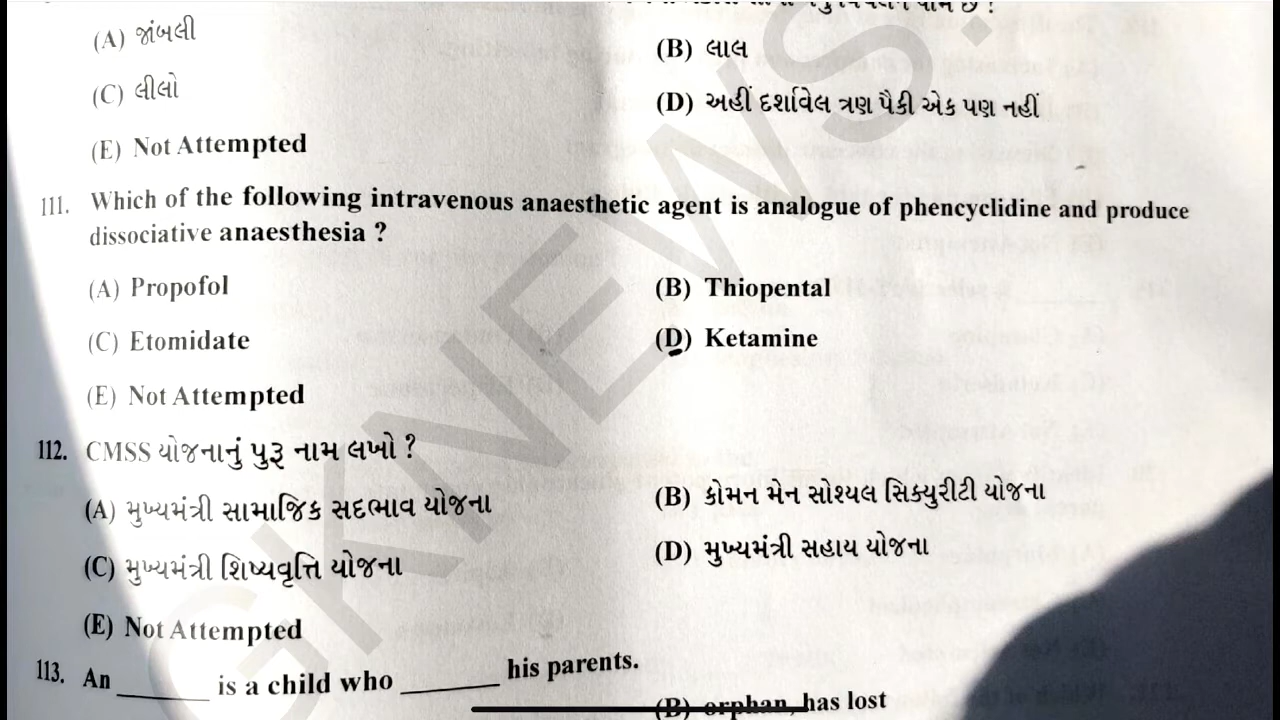 (A) જાંબલી
(B) લાલ
(C) લીલો
(D) અહીં દર્શાવેલ ત્રણ પૈકી એક પણ નહીં
(E) Not Attempted
111. Which of the following intravenous anaesthetic agent is analogue of phencyclidine and produce
dissociative anaesthesia ?
(A) Propofol
(B) Thiopental
(C) Etomidate
(D) Ketamine
(E) Not Attempted
112. CMSS યોજનાનું પુરૂ નામ લખો ?
(A) મુખ્યમંત્રી સામાજિક સદભાવ યોજના
(B) કોમન મેન સોશ્યલ સિક્યુરીટી યોજના
(C) મુખ્યમંત્રી શિષ્યવૃત્તિ યોજના
(D) મુખ્યમંત્રી સહાય યોજના
(E) Not Attempted
113. An ______ is a child who ______ his parents.
(B) orphan, has lost
GKNEWS.